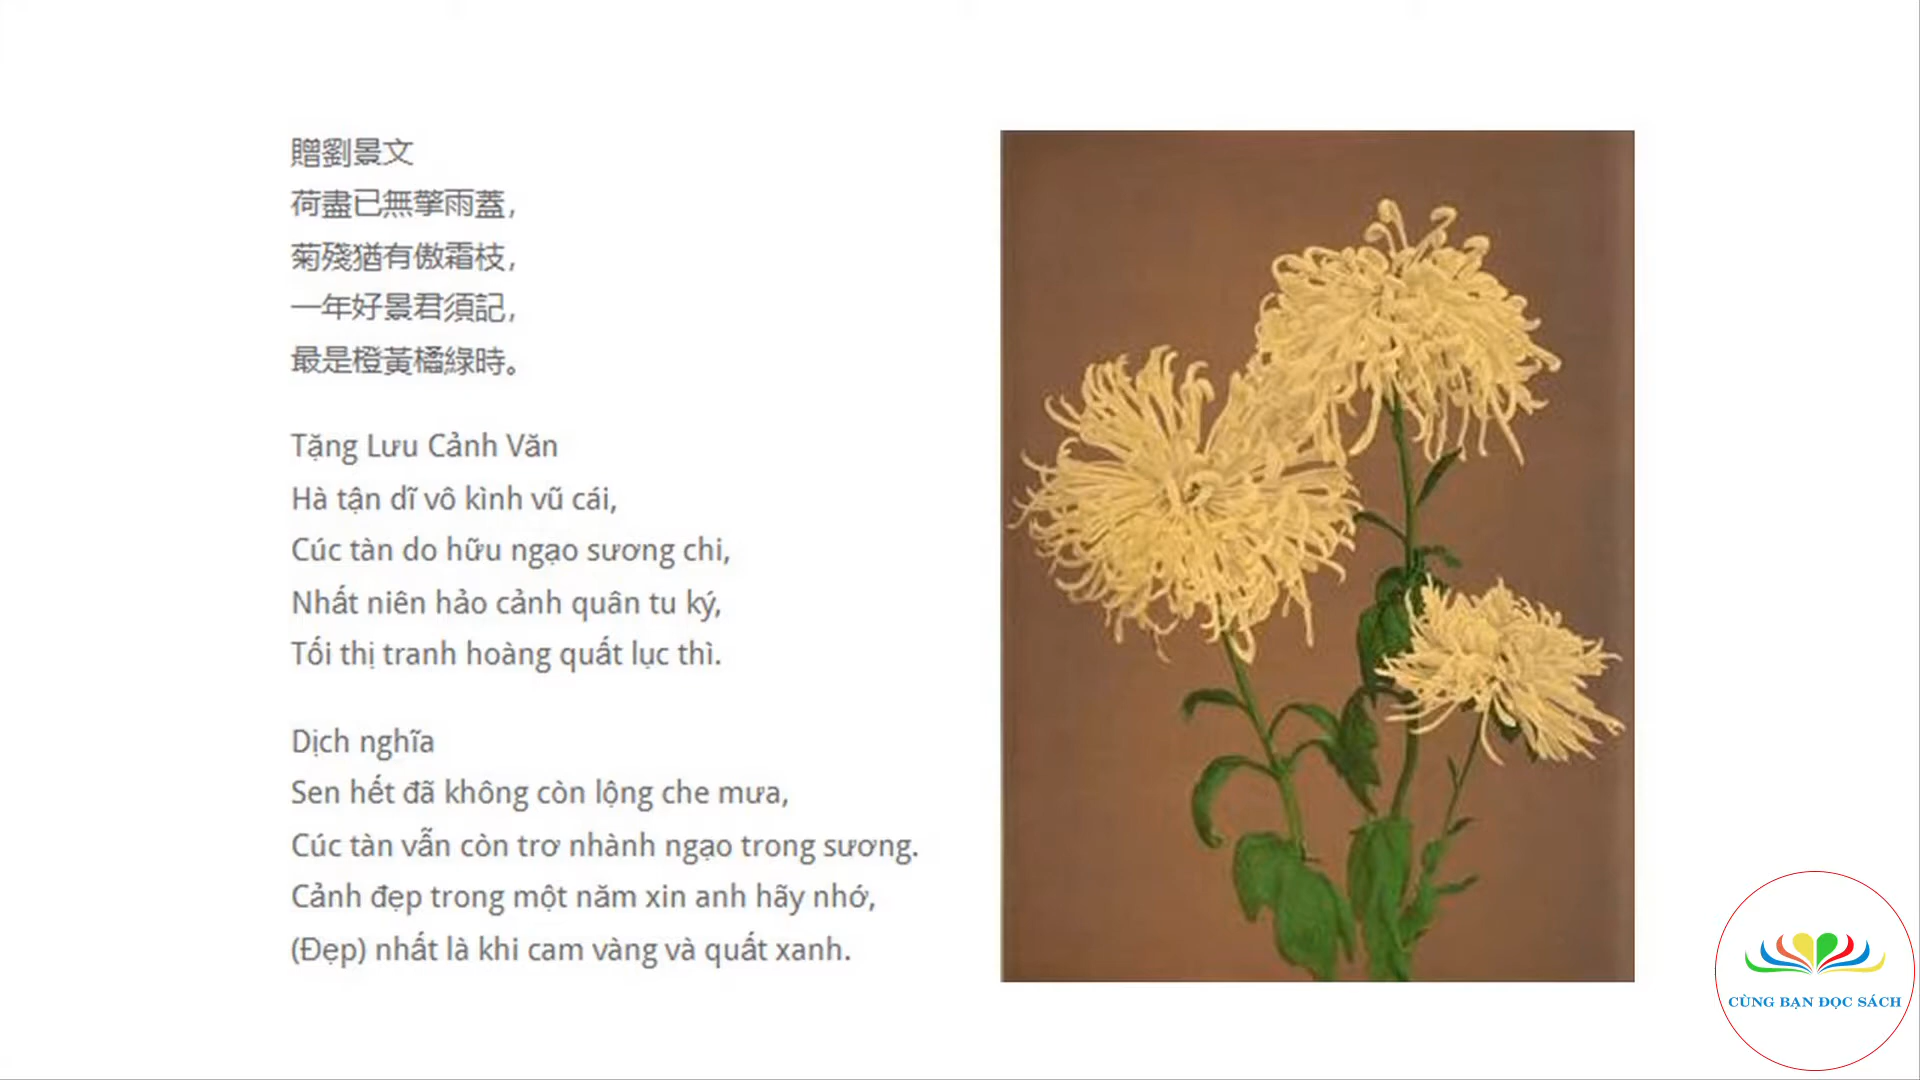 贈劉景文
荷盡已無擎雨蓋，
菊殘猶有傲霜枝，
一年好景君須記，
最是橙黃橘綠時。
Tặng Lưu Cảnh Văn
Hà tận dĩ vô kình vũ cái,
Cúc tàn do hữu ngạo sương chi,
Nhất niên hảo cảnh quân tu ký,
Tối thị tranh hoàng quất lục thì.
Dịch nghĩa
Sen hết đã không còn lộng che mưa,
Cúc tàn vẫn còn trơ nhành ngạo trong sương.
Cảnh đẹp trong một năm xin anh hãy nhớ,
(Đẹp) nhất là khi cam vàng và quất xanh.
CÙNG BẠN ĐỌC SÁCH